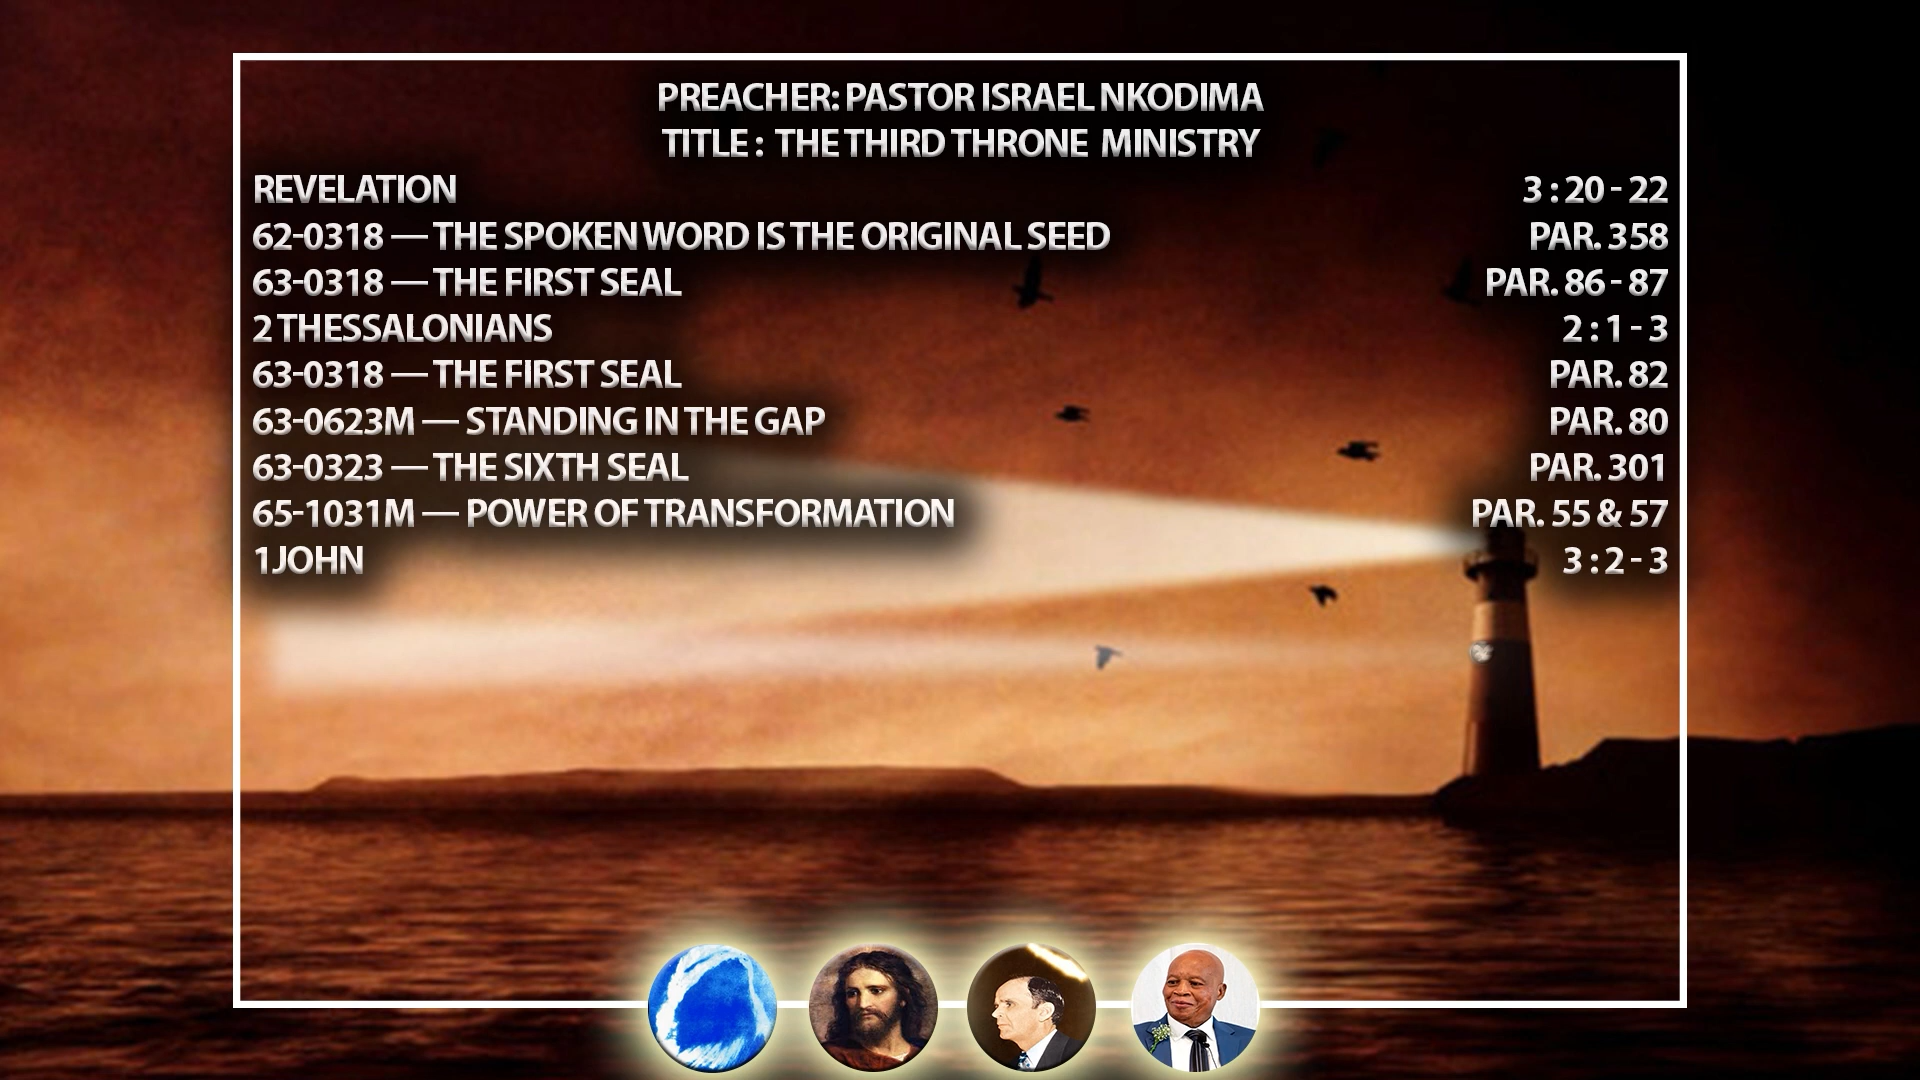 PREACHER: PASTOR ISRAEL NKODIMA
TITLE : THE THIRD THRONE MINISTRY
REVELATION 3 : 20 - 22
62-0318 — THE SPOKEN WORD IS THE ORIGINAL SEED PAR. 358
63-0318 — THE FIRST SEAL PAR. 86 - 87
2 THESSALONIANS 2 : 1 - 3
63-0318 — THE FIRST SEAL PAR. 82
63-0623M — STANDING IN THE GAP PAR. 80
63-0323 — THE SIXTH SEAL PAR. 301
65-1031M — POWER OF TRANSFORMATION PAR. 55 & 57
1 JOHN 3 : 2 - 3